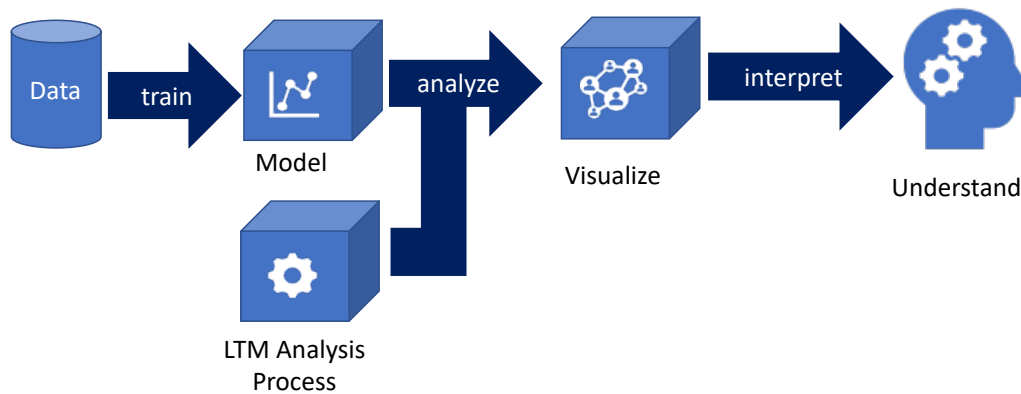 Data
train
Model
analyze
Visualize
interpret
Understand
LTM Analysis
Process